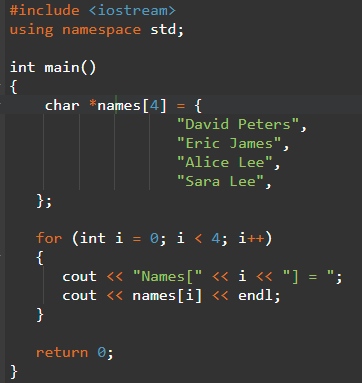 #include <iostream>
using namespace std;

int main()
{
    char *names[4] = {
                   "David Peters",
                   "Eric James",
                   "Alice Lee",
                   "Sara Lee",
   };

   for (int i = 0; i < 4; i++)
   {
      cout << "Names[" << i << "] = ";
      cout << names[i] << endl;
   }

   return 0;
}